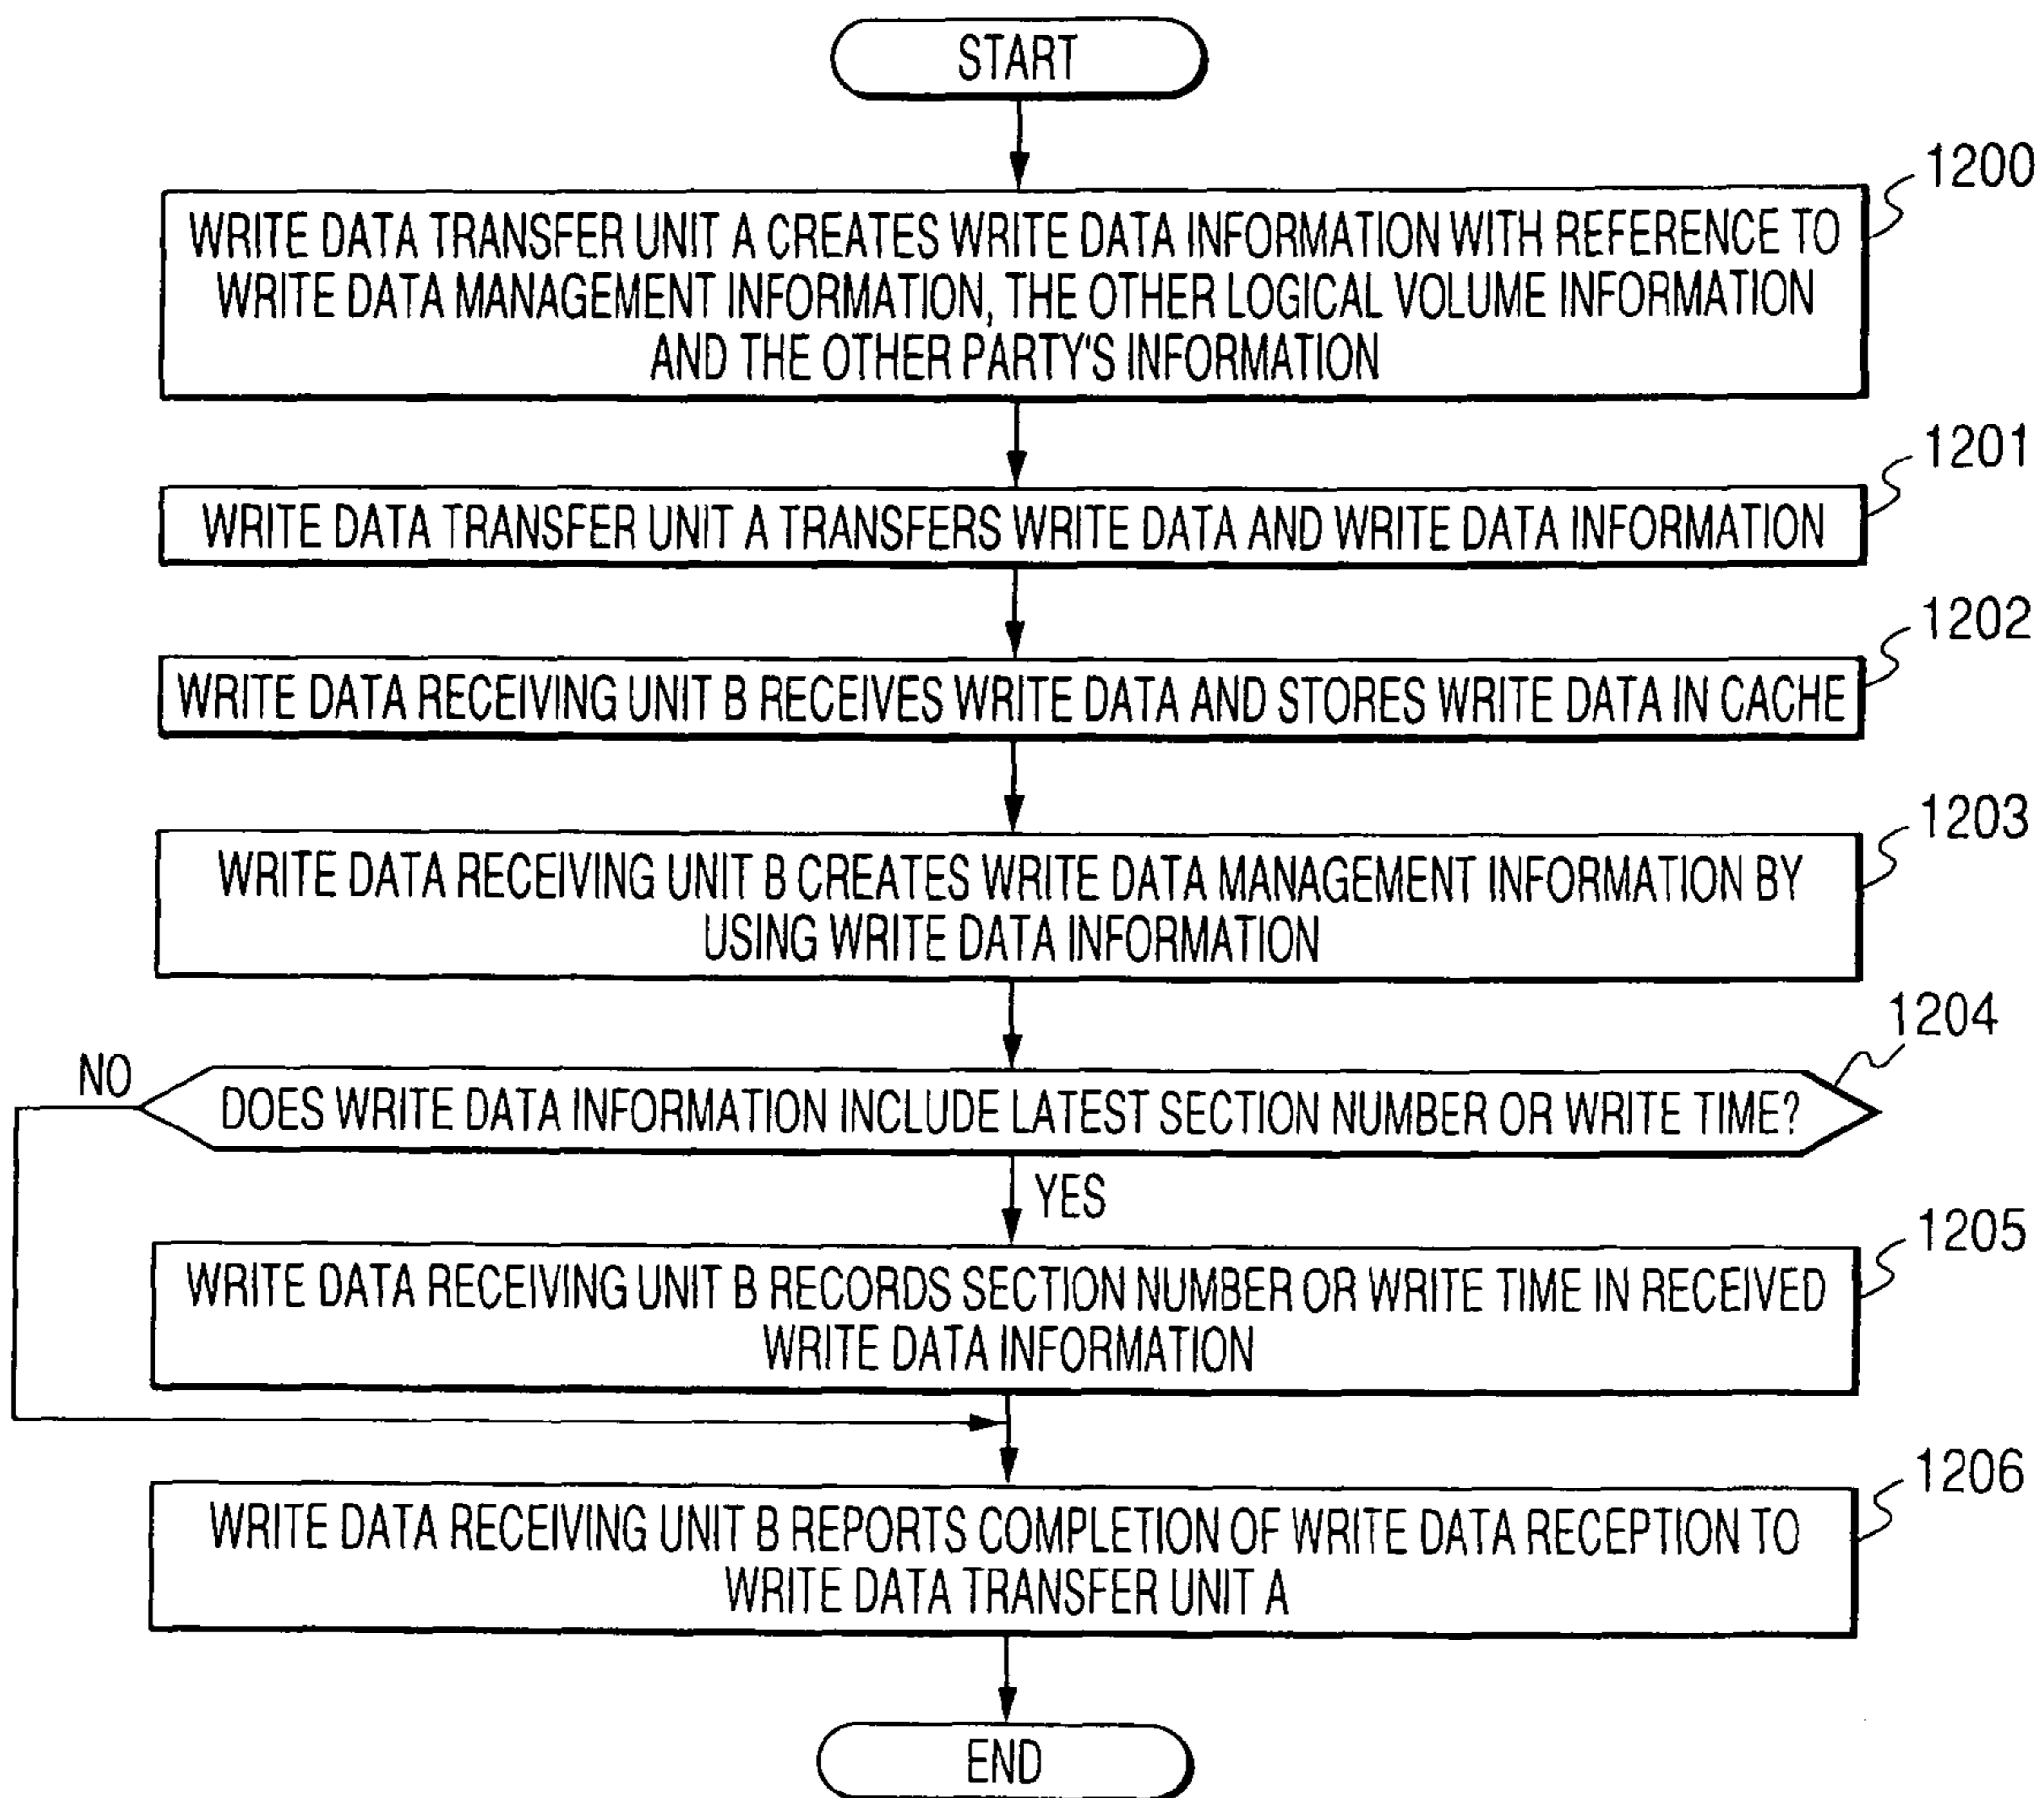 START
1200
WRITE DATA TRANSFER UNIT A CREATES WRITE DATA INFORMATION WITH REFERENCE TO
WRITE DATA MANAGEMENT INFORMATION, THE OTHER LOGICAL VOLUME INFORMATION
AND THE OTHER PARTY'S INFORMATION
1201
WRITE DATA TRANSFER UNIT A TRANSFERS WRITE DATA AND WRITE DATA INFORMATION
1202
WRITE DATA RECEIVING UNIT B RECEIVES WRITE DATA AND STORES WRITE DATA IN CACHE
1203
WRITE DATA RECEIVING UNIT B CREATES WRITE DATA MANAGEMENT INFORMATION BY
USING WRITE DATA INFORMATION
1204
NO
DOES WRITE DATA INFORMATION INCLUDE LATEST SECTION NUMBER OR WRITE TIME?
YES
1205
WRITE DATA RECEIVING UNIT B RECORDS SECTION NUMBER OR WRITE TIME IN RECEIVED
WRITE DATA INFORMATION
1206
WRITE DATA RECEIVING UNIT B REPORTS COMPLETION OF WRITE DATA RECEPTION TO
WRITE DATA TRANSFER UNIT A
END